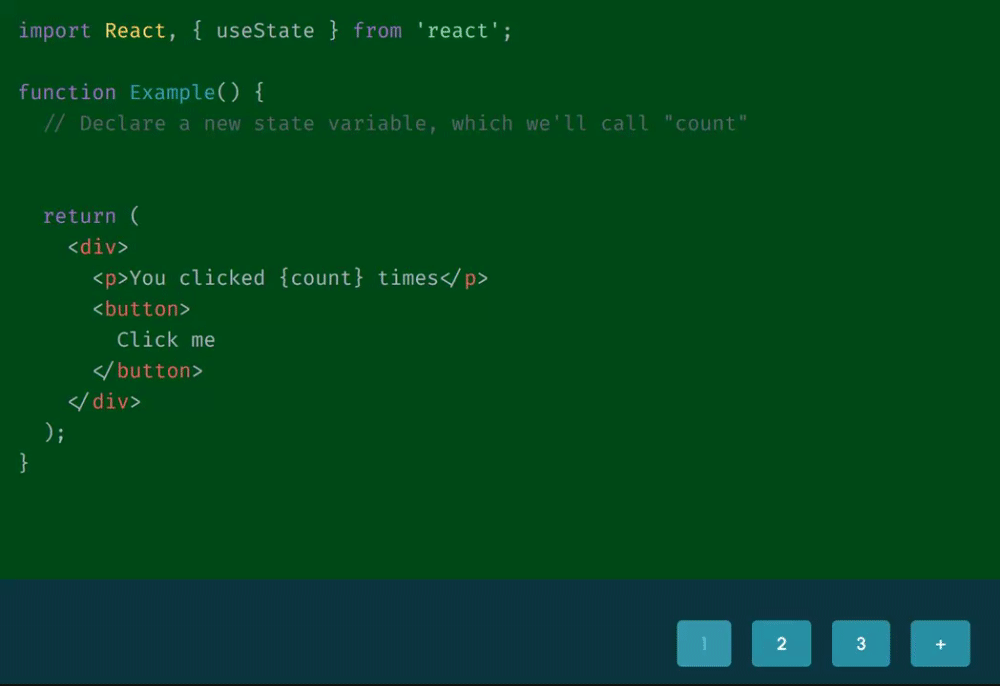 import React, { useState } from 'react';
function Example() {
// Declare a new state variable, which we'll call "count"
return (
<div>
<p>You clicked {count} times</p>
<button>
Click me
</button>
</div>
);
}
1 2 3 +